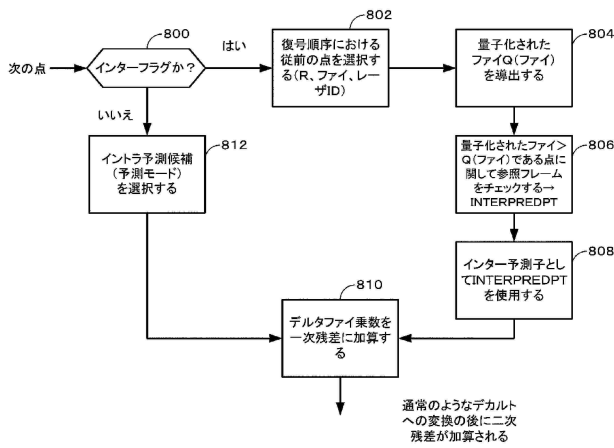 800
次の点
インターフラグか?
はい
いいえ
802
復号順序における
従前の点を選択す
る(R、ファイ、レー
ザID)
804
量子化された
ファイQ(ファイ)
を導出する
806
量子化されたファイ>
Q(ファイ)である点に
関して参照フレーム
をチェックする→
INTERPREDPT
808
インター予測子とし
てINTERPREDPT
を使用する
812
イントラ予測候補
(予測モード)
を選択する
810
デルタファイ乗数を
一次残差に加算す
る
通常のようなデカルト
への変換の後に二次
残差が加算される